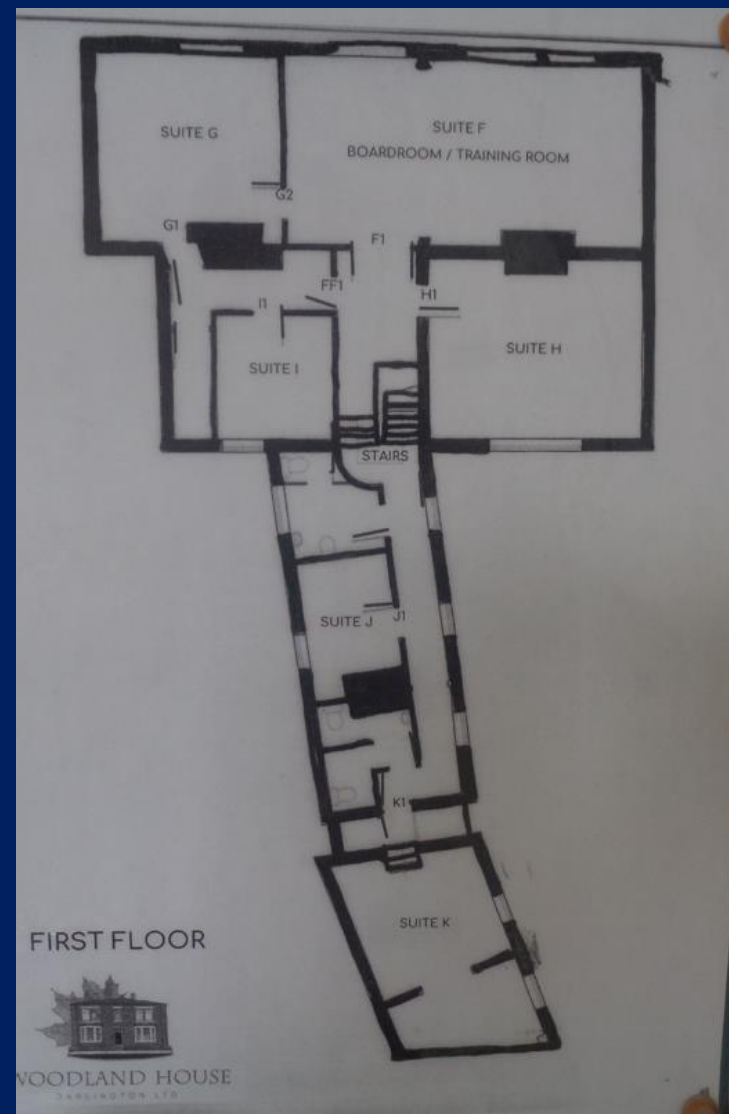 SUITE G
SUITE F
BOARDROOM / TRAINING ROOM
G2
G1
F1
FF1
H1
I1
SUITE H
SUITE I
STAIRS
SUITE J
J1
K1
SUITE K
FIRST FLOOR
WOODLAND HOUSE
DARLINGTON LTD